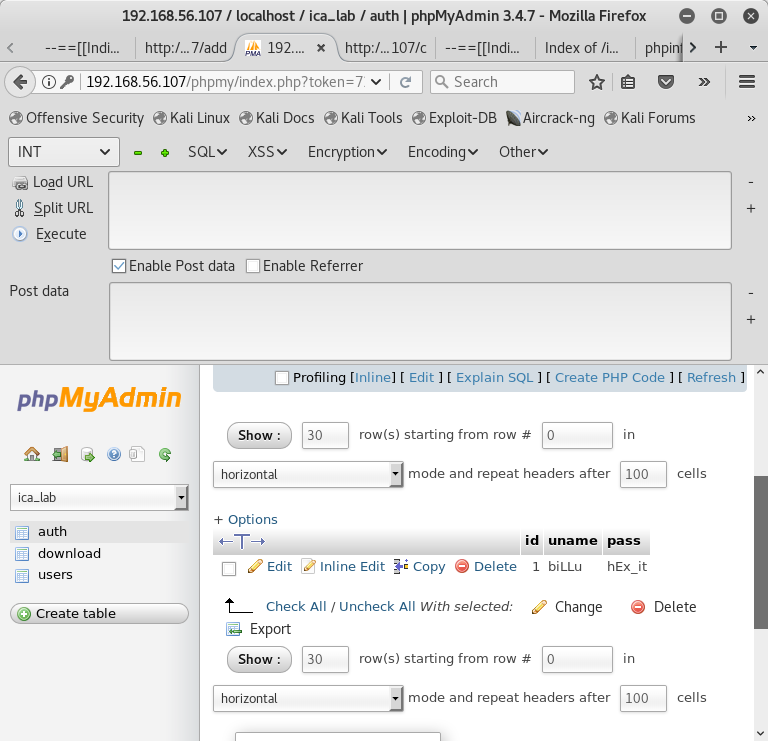 192.168.56.107 / localhost / ica_lab / auth | phpMyAdmin 3.4.7 - Mozilla Firefox
--==[[Indi... http:/...7/add 192.... http:/...107/c --==[[Indi... Index of /i... phpinf
192.168.56.107/phpmy/index.php?token=7 Search
Offensive Security Kali Linux Kali Docs Kali Tools Exploit-DB Aircrack-ng Kali Forums »
INT SQL XSS Encryption Encoding Other
Load URL -
Split URL +
Execute
Enable Post data Enable Referrer
Post data -
+
Profiling [Inline] [ Edit ] [ Explain SQL ] [ Create PHP Code ] [ Refresh ]
phpMyAdmin
Show : 30 row(s) starting from row # 0 in
horizontal mode and repeat headers after 100 cells
ica_lab
+ Options
auth
←T→ id uname pass
download
Edit Inline Edit Copy Delete 1 biLLu hEx_it
users
Create table
Check All / Uncheck All With selected: Change Delete
Export
Show : 30 row(s) starting from row # 0 in
horizontal mode and repeat headers after 100 cells